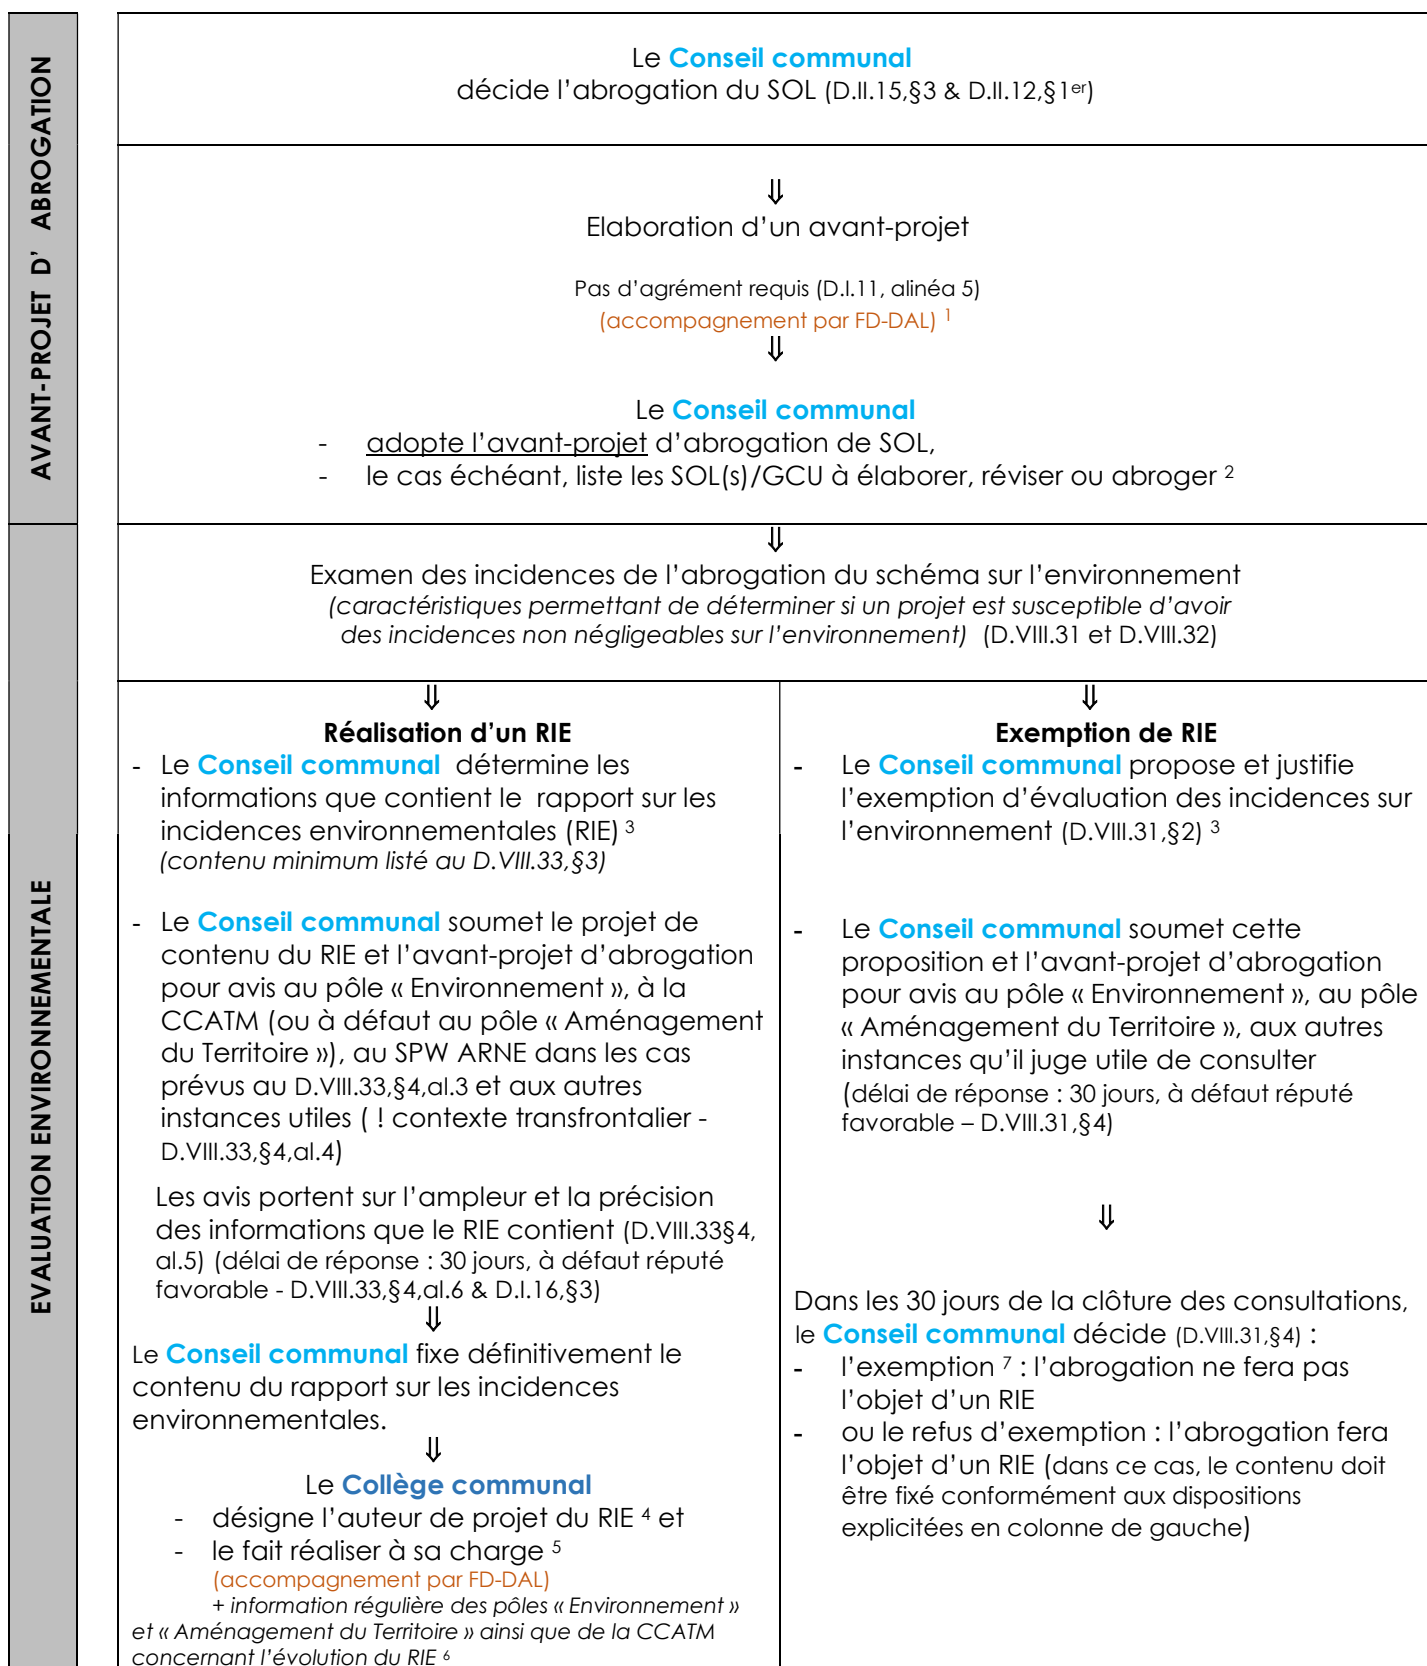 AVANT-PROJET D' ABROGATION
Le Conseil communal
décide l'abrogation du SOL (D.II.15,§3 & D.II.12,§1er)
⇓
Elaboration d'un avant-projet
Pas d'agrément requis (D.I.11, alinéa 5)
(accompagnement par FD-DAL) 1
⇓
Le Conseil communal
- adopte l'avant-projet d'abrogation de SOL,
- le cas échéant, liste les SOL(s)/GCU à élaborer, réviser ou abroger 2
EVALUATION ENVIRONNEMENTALE
⇓
Examen des incidences de l'abrogation du schéma sur l'environnement
(caractéristiques permettant de déterminer si un projet est susceptible d'avoir
des incidences non négligeables sur l'environnement) (D.VIII.31 et D.VIII.32)
⇓
Réalisation d'un RIE
- Le Conseil communal détermine les
informations que contient le rapport sur les
incidences environnementales (RIE) 3
(contenu minimum listé au D.VIII.33,§3)
- Le Conseil communal soumet le projet de
contenu du RIE et l'avant-projet d'abrogation
pour avis au pôle « Environnement », à la
CCATM (ou à défaut au pôle « Aménagement
du Territoire »), au SPW ARNE dans les cas
prévus au D.VIII.33,§4,al.3 et aux autres
instances utiles ( ! contexte transfrontalier -
D.VIII.33,§4,al.4)
Les avis portent sur l'ampleur et la précision
des informations que le RIE contient (D.VIII.33§4,
al.5) (délai de réponse : 30 jours, à défaut réputé
favorable - D.VIII.33,§4,al.6 & D.I.16,§3)
⇓
Le Conseil communal fixe définitivement le
contenu du rapport sur les incidences
environnementales.
⇓
Le Collège communal
- désigne l'auteur de projet du RIE 4 et
- le fait réaliser à sa charge 5
(accompagnement par FD-DAL)
+ information régulière des pôles « Environnement »
et « Aménagement du Territoire » ainsi que de la CCATM
concernant l'évolution du RIE 6
⇓
Exemption de RIE
- Le Conseil communal propose et justifie
l'exemption d'évaluation des incidences sur
l'environnement (D.VIII.31,§2) 3
- Le Conseil communal soumet cette
proposition et l'avant-projet d'abrogation
pour avis au pôle « Environnement », au pôle
« Aménagement du Territoire », aux autres
instances qu'il juge utile de consulter
(délai de réponse : 30 jours, à défaut réputé
favorable – D.VIII.31,§4)
⇓
Dans les 30 jours de la clôture des consultations,
le Conseil communal décide (D.VIII.31,§4) :
- l'exemption 7 : l'abrogation ne fera pas
l'objet d'un RIE
- ou le refus d'exemption : l'abrogation fera
l'objet d'un RIE (dans ce cas, le contenu doit
être fixé conformément aux dispositions
explicitées en colonne de gauche)